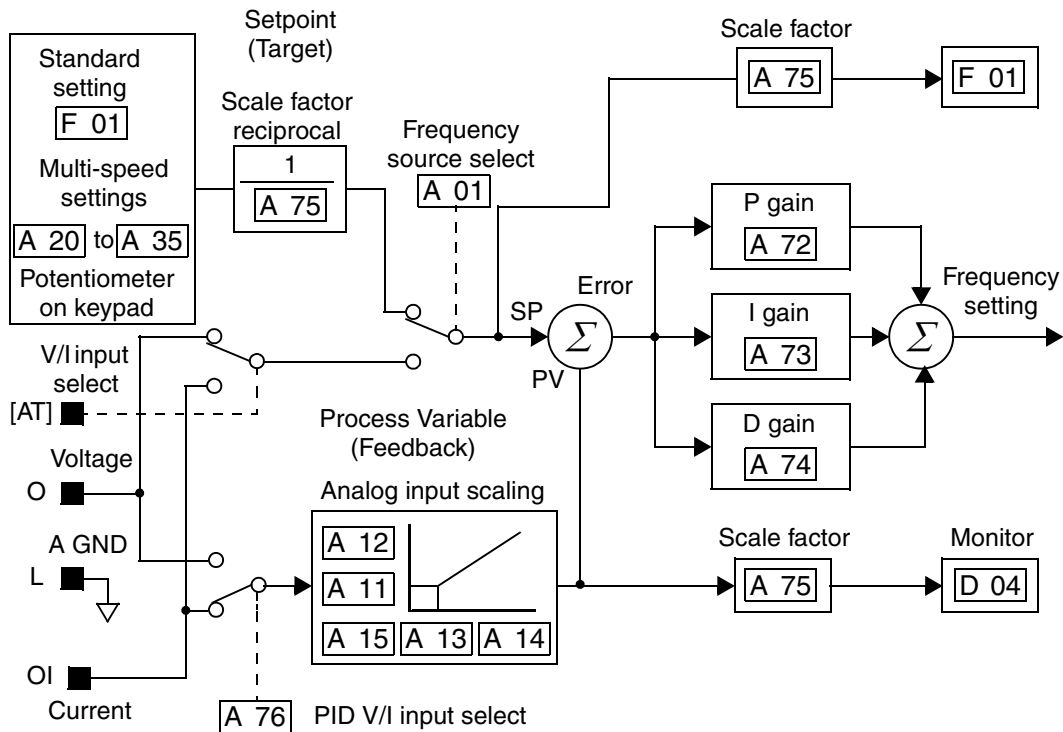 Setpoint
(Target)
Standard
setting
F 01
Multi-speed
settings
A 20 to A 35
Potentiometer
on keypad
Scale factor
reciprocal
1
A 75
Frequency
source select
A 01
Scale factor
A 75
F 01
P gain
A 72
I gain
A 73
D gain
A 74
Frequency
setting
Error
SP
Σ
PV
Σ
V/I input
select
[AT]
Voltage
O
A GND
L
OI
Current
Process Variable
(Feedback)
Analog input scaling
A 12
A 11
A 15 A 13 A 14
Scale factor
A 75
Monitor
D 04
A 76 PID V/I input select